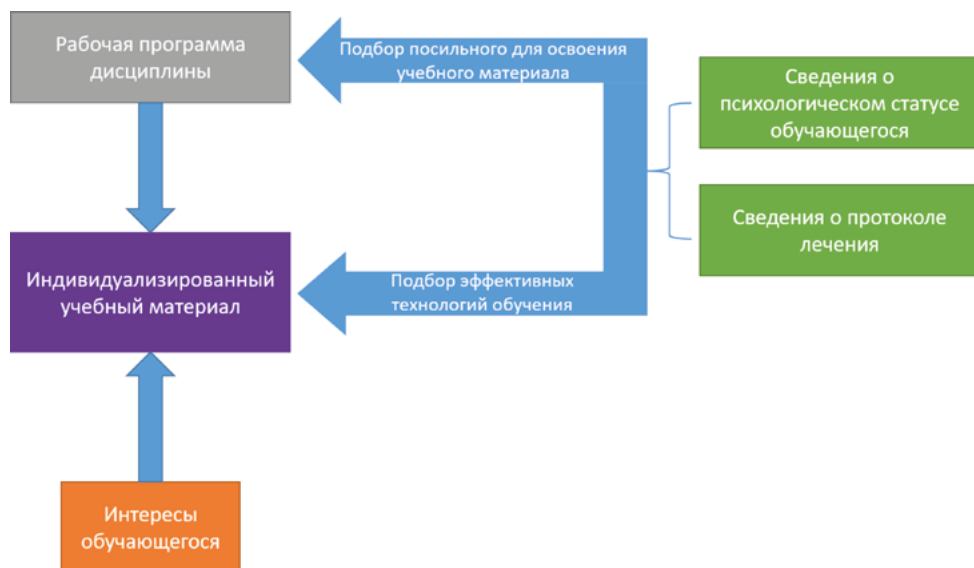 Рабочая программа
дисциплины
Подбор посильного для освоения
учебного материала
Сведения о
психологическом статусе
обучающегося
Сведения о протоколе
лечения
Индивидуализированный
учебный материал
Подбор эффективных
технологий обучения
Интересы
обучающегося